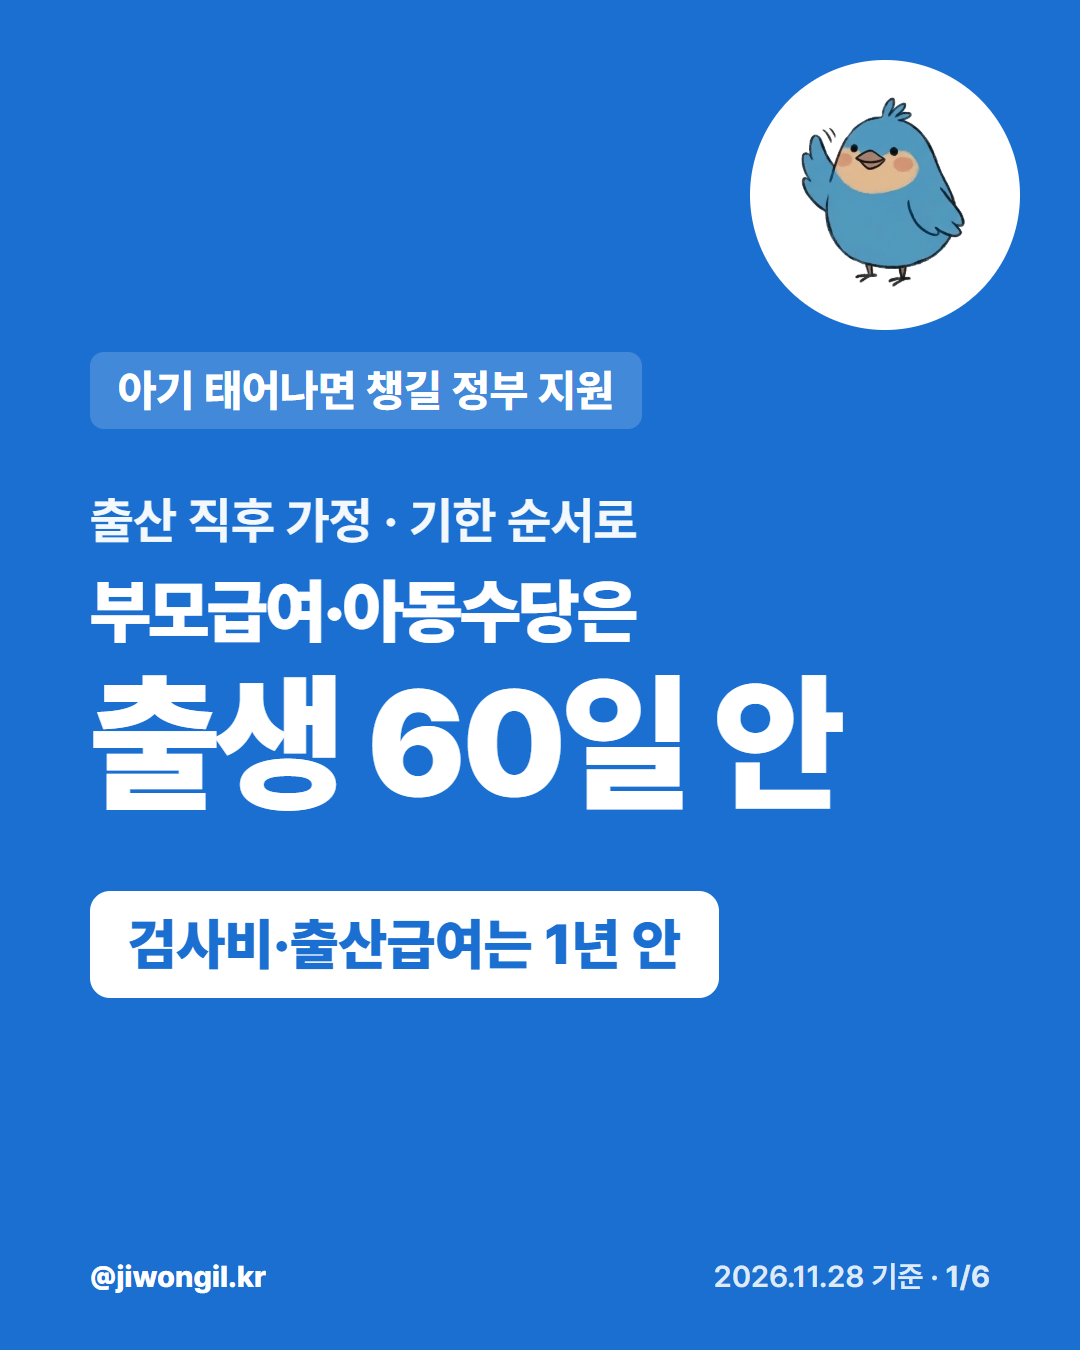 아기 태어나면 챙길 정부 지원
출산 직후 가정 · 기한 순서로
부모급여·아동수당은
출생 60일 안
검사비·출산급여는 1년 안
@jiwongil.kr
2026.11.28 기준 · 1/6